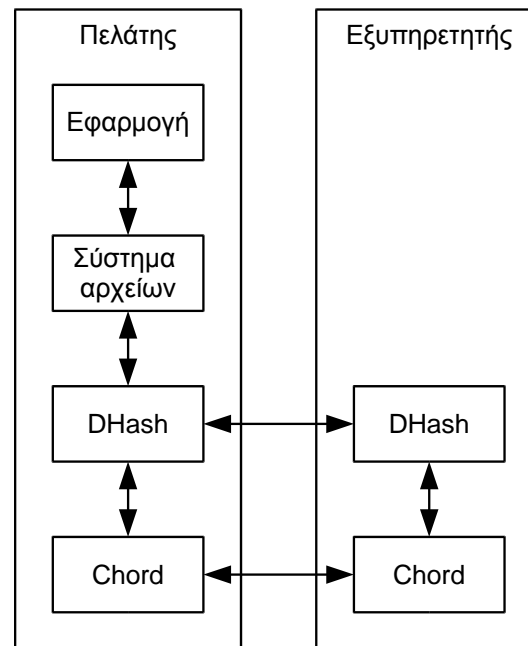 Πελάτης
Εφαρμογή
Σύστημα
αρχείων
DHash
Chord
Εξυπηρετητής
DHash
Chord